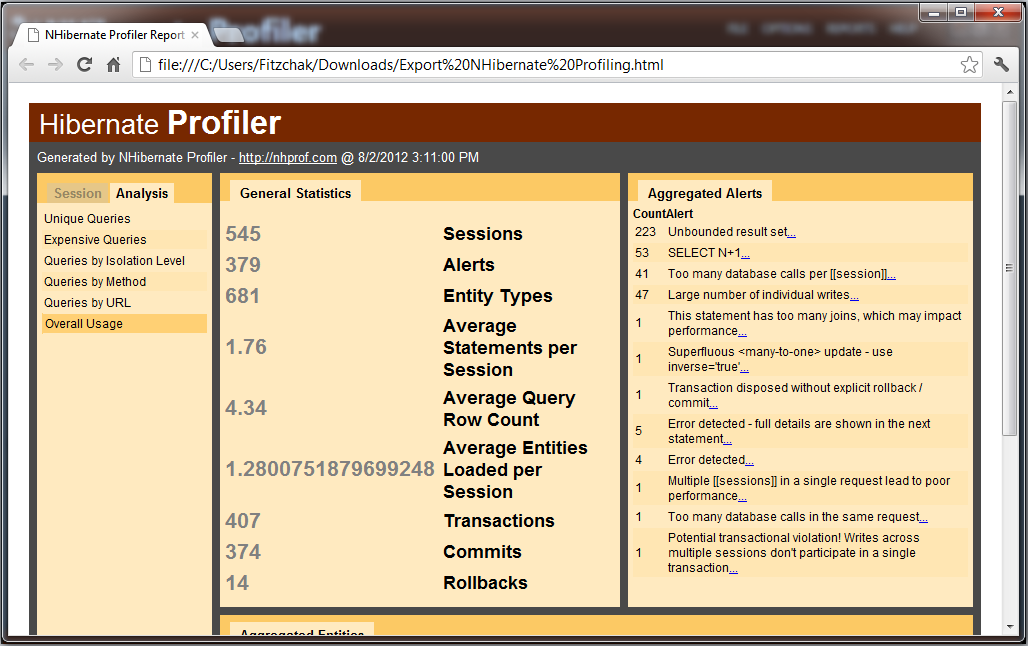 Profiler
FILE OPTIONS REPORTS HELP
NHibernate Profiler Report
file:///C:/Users/Fitzchak/Downloads/Export%20NHibernate%20Profiling.html
Hibernate Profiler
Generated by NHibernate Profiler - http://nhprof.com @ 8/2/2012 3:11:00 PM
Session Analysis
Unique Queries
Expensive Queries
Queries by Isolation Level
Queries by Method
Queries by URL
Overall Usage
General Statistics
545 Sessions
379 Alerts
681 Entity Types
1.76 Average
Statements per
Session
4.34 Average Query
Row Count
1.2800751879699248 Average Entities
Loaded per
Session
407 Transactions
374 Commits
14 Rollbacks
Aggregated Alerts
CountAlert
223 Unbounded result set...
53 SELECT N+1...
41 Too many database calls per [[session]]...
47 Large number of individual writes...
1 This statement has too many joins, which may impact
performance...
1 Superfluous <many-to-one> update - use
inverse='true'...
1 Transaction disposed without explicit rollback /
commit...
5 Error detected - full details are shown in the next
statement...
4 Error detected...
1 Multiple [[sessions]] in a single request lead to poor
performance...
1 Too many database calls in the same request...
1 Potential transactional violation! Writes across
multiple sessions don't participate in a single
transaction...
Aggregated Entities